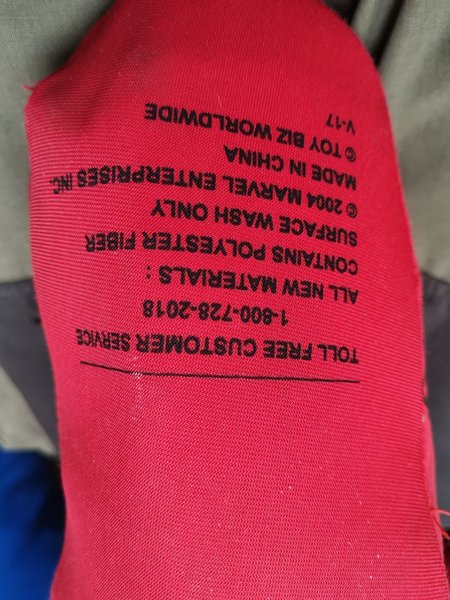 TOLL FREE CUSTOMER SERVICE
1-800-728-2018
ALL NEW MATERIALS :
CONTAINS POLYESTER FIBER
SURFACE WASH ONLY
© 2004 MARVEL ENTERPRISES INC.
MADE IN CHINA
© TOY BIZ WORLDWIDE
V-17